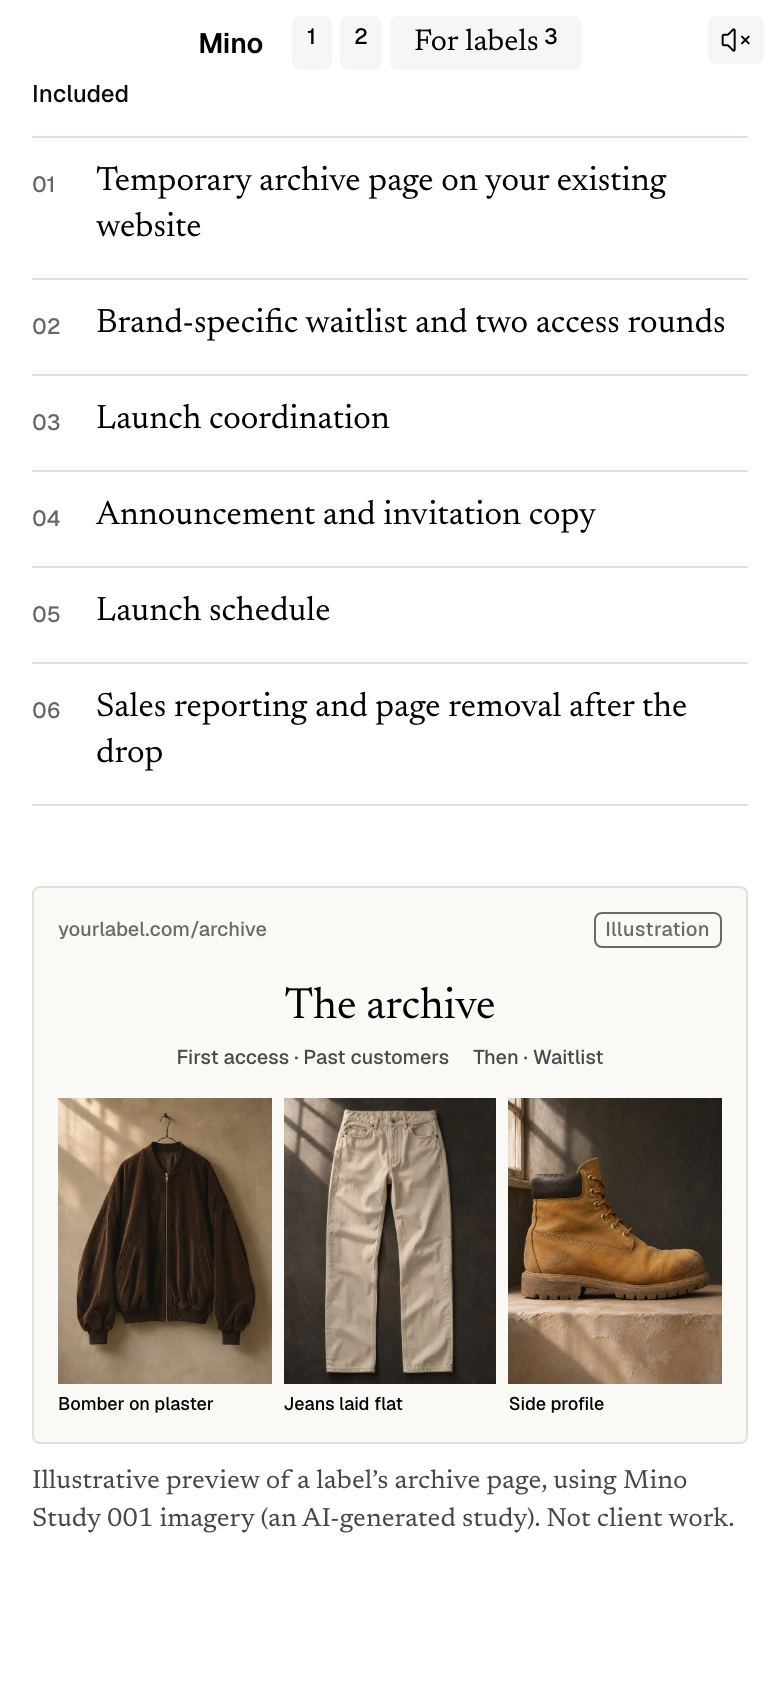 Mino 1 2 For labels 3
Included
01 Temporary archive page on your existing
website
02 Brand-specific waitlist and two access rounds
03 Launch coordination
04 Announcement and invitation copy
05 Launch schedule
06 Sales reporting and page removal after the
drop
yourlabel.com/archive Illustration
The archive
First access · Past customers Then · Waitlist
Bomber on plaster Jeans laid flat Side profile
Illustrative preview of a label’s archive page, using Mino
Study 001 imagery (an AI-generated study). Not client work.